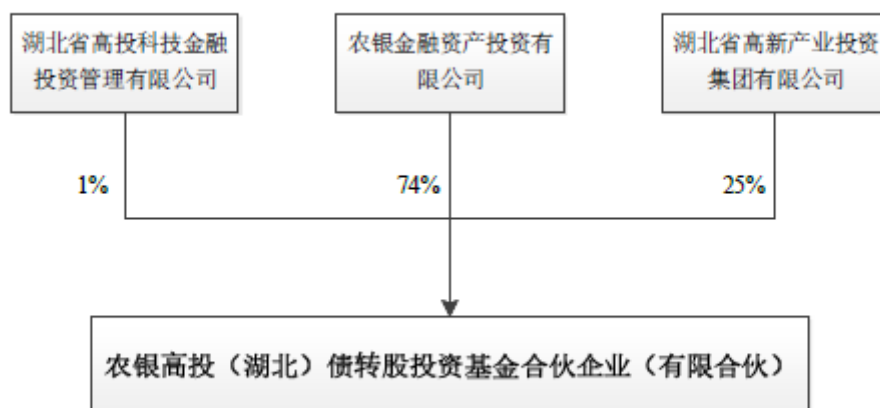 湖北省高投科技金融
投资管理有限公司
农银金融资产投资有
限公司
湖北省高新产业投资
集团有限公司
1%
74%
25%
农银高投（湖北）债转股投资基金合伙企业（有限合伙）